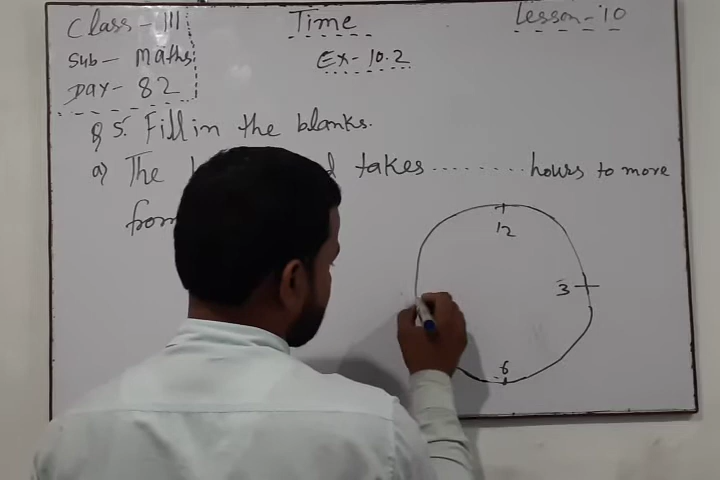 Class - III
Time
Lesson - 10
Sub - Maths
Ex - 10.2
Day - 82
Q 5. Fill in the blanks.
a) The takes ........ hours to move
from
12
3
6